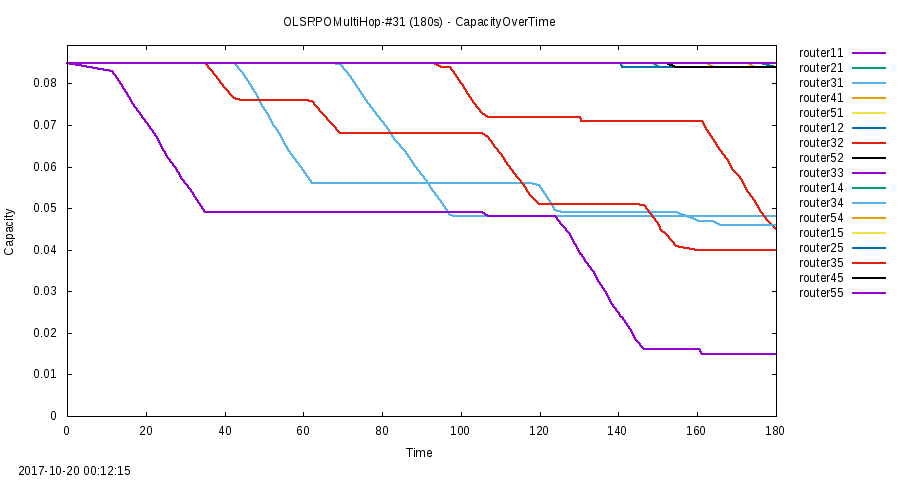 OLSRPOMultiHop-#31 (180s) - CapacityOverTime
Capacity
0.08
0.07
0.06
0.05
0.04
0.03
0.02
0.01
0
0 20 40 60 80 100 120 140 160 180
Time
router11
router21
router31
router41
router51
router12
router32
router52
router33
router14
router34
router54
router15
router25
router35
router45
router55
2017-10-20 00:12:15